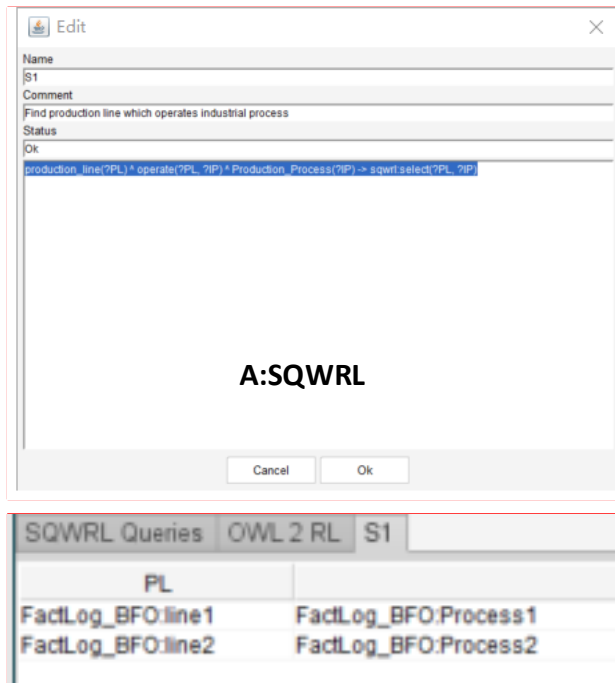 Edit
Name
S1
Comment
Find production line which operates industrial process
Status
Ok
production_line(?PL) ^ operate(?PL, ?IP) ^ Production_Process(?IP) -> sqwrl:select(?PL, ?IP)
A:SQWRL
Cancel Ok
SQWRL Queries OWL 2 RL S1
PL
FactLog_BFO:line1 FactLog_BFO:Process1
FactLog_BFO:line2 FactLog_BFO:Process2